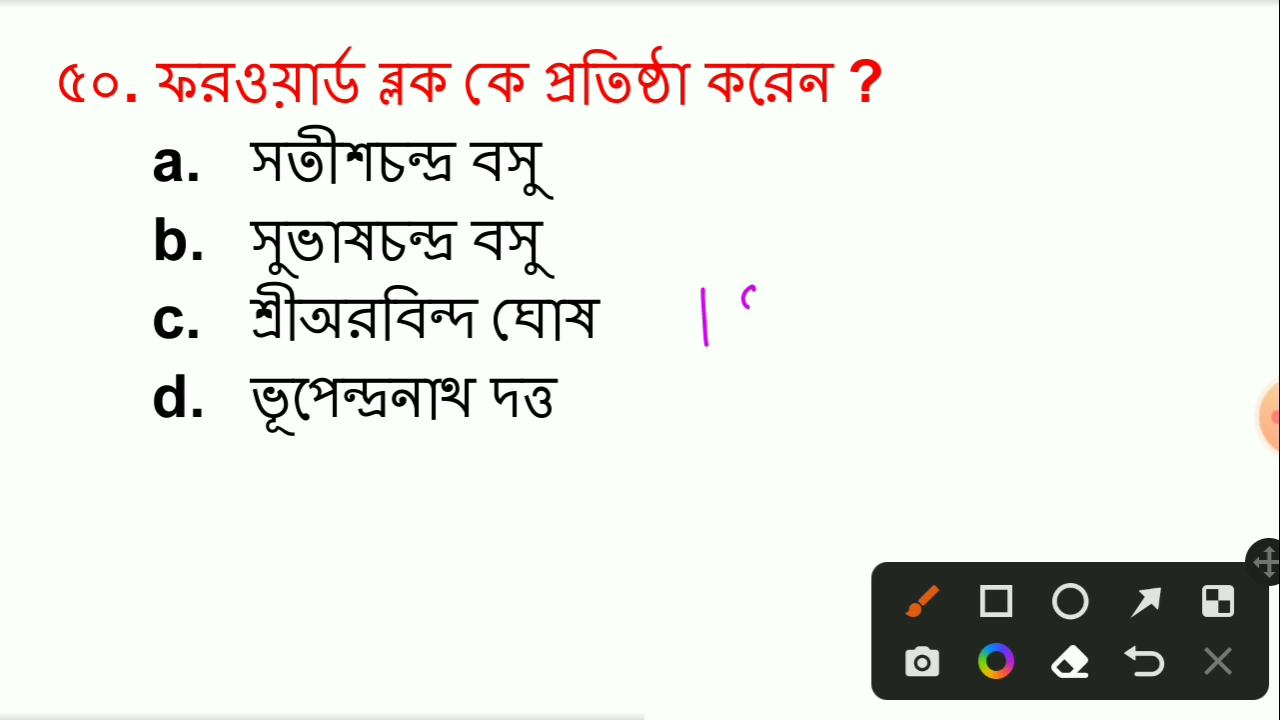 ৫০. ফরওয়ার্ড ব্লক কে প্রতিষ্ঠা করেন ?
a. সতীশচন্দ্র বসু
b. সুভাষচন্দ্র বসু
c. শ্রীঅরবিন্দ ঘোষ
d. ভূপেন্দ্রনাথ দত্ত